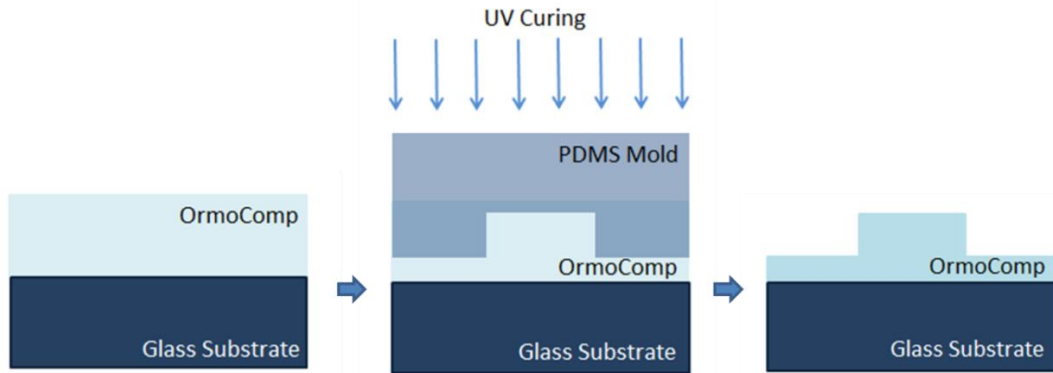 UV Curing
PDMS Mold
OrmoComp
OrmoComp
OrmoComp
Glass Substrate
Glass Substrate
Glass Substrate